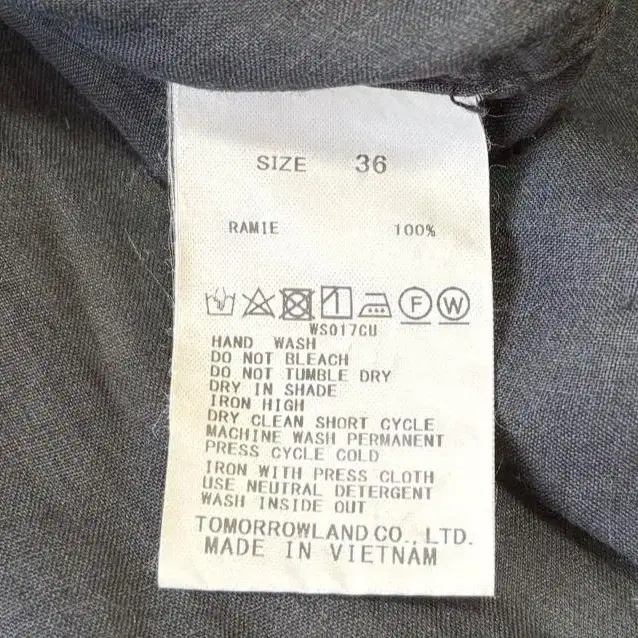 SIZE 36
RAMIE 100%
F W
WS017CU
HAND WASH
DO NOT BLEACH
DO NOT TUMBLE DRY
DRY IN SHADE
IRON HIGH
DRY CLEAN SHORT CYCLE
MACHINE WASH PERMANENT
PRESS CYCLE COLD
IRON WITH PRESS CLOTH
USE NEUTRAL DETERGENT
WASH INSIDE OUT
TOMORROWLAND CO., LTD.
MADE IN VIETNAM